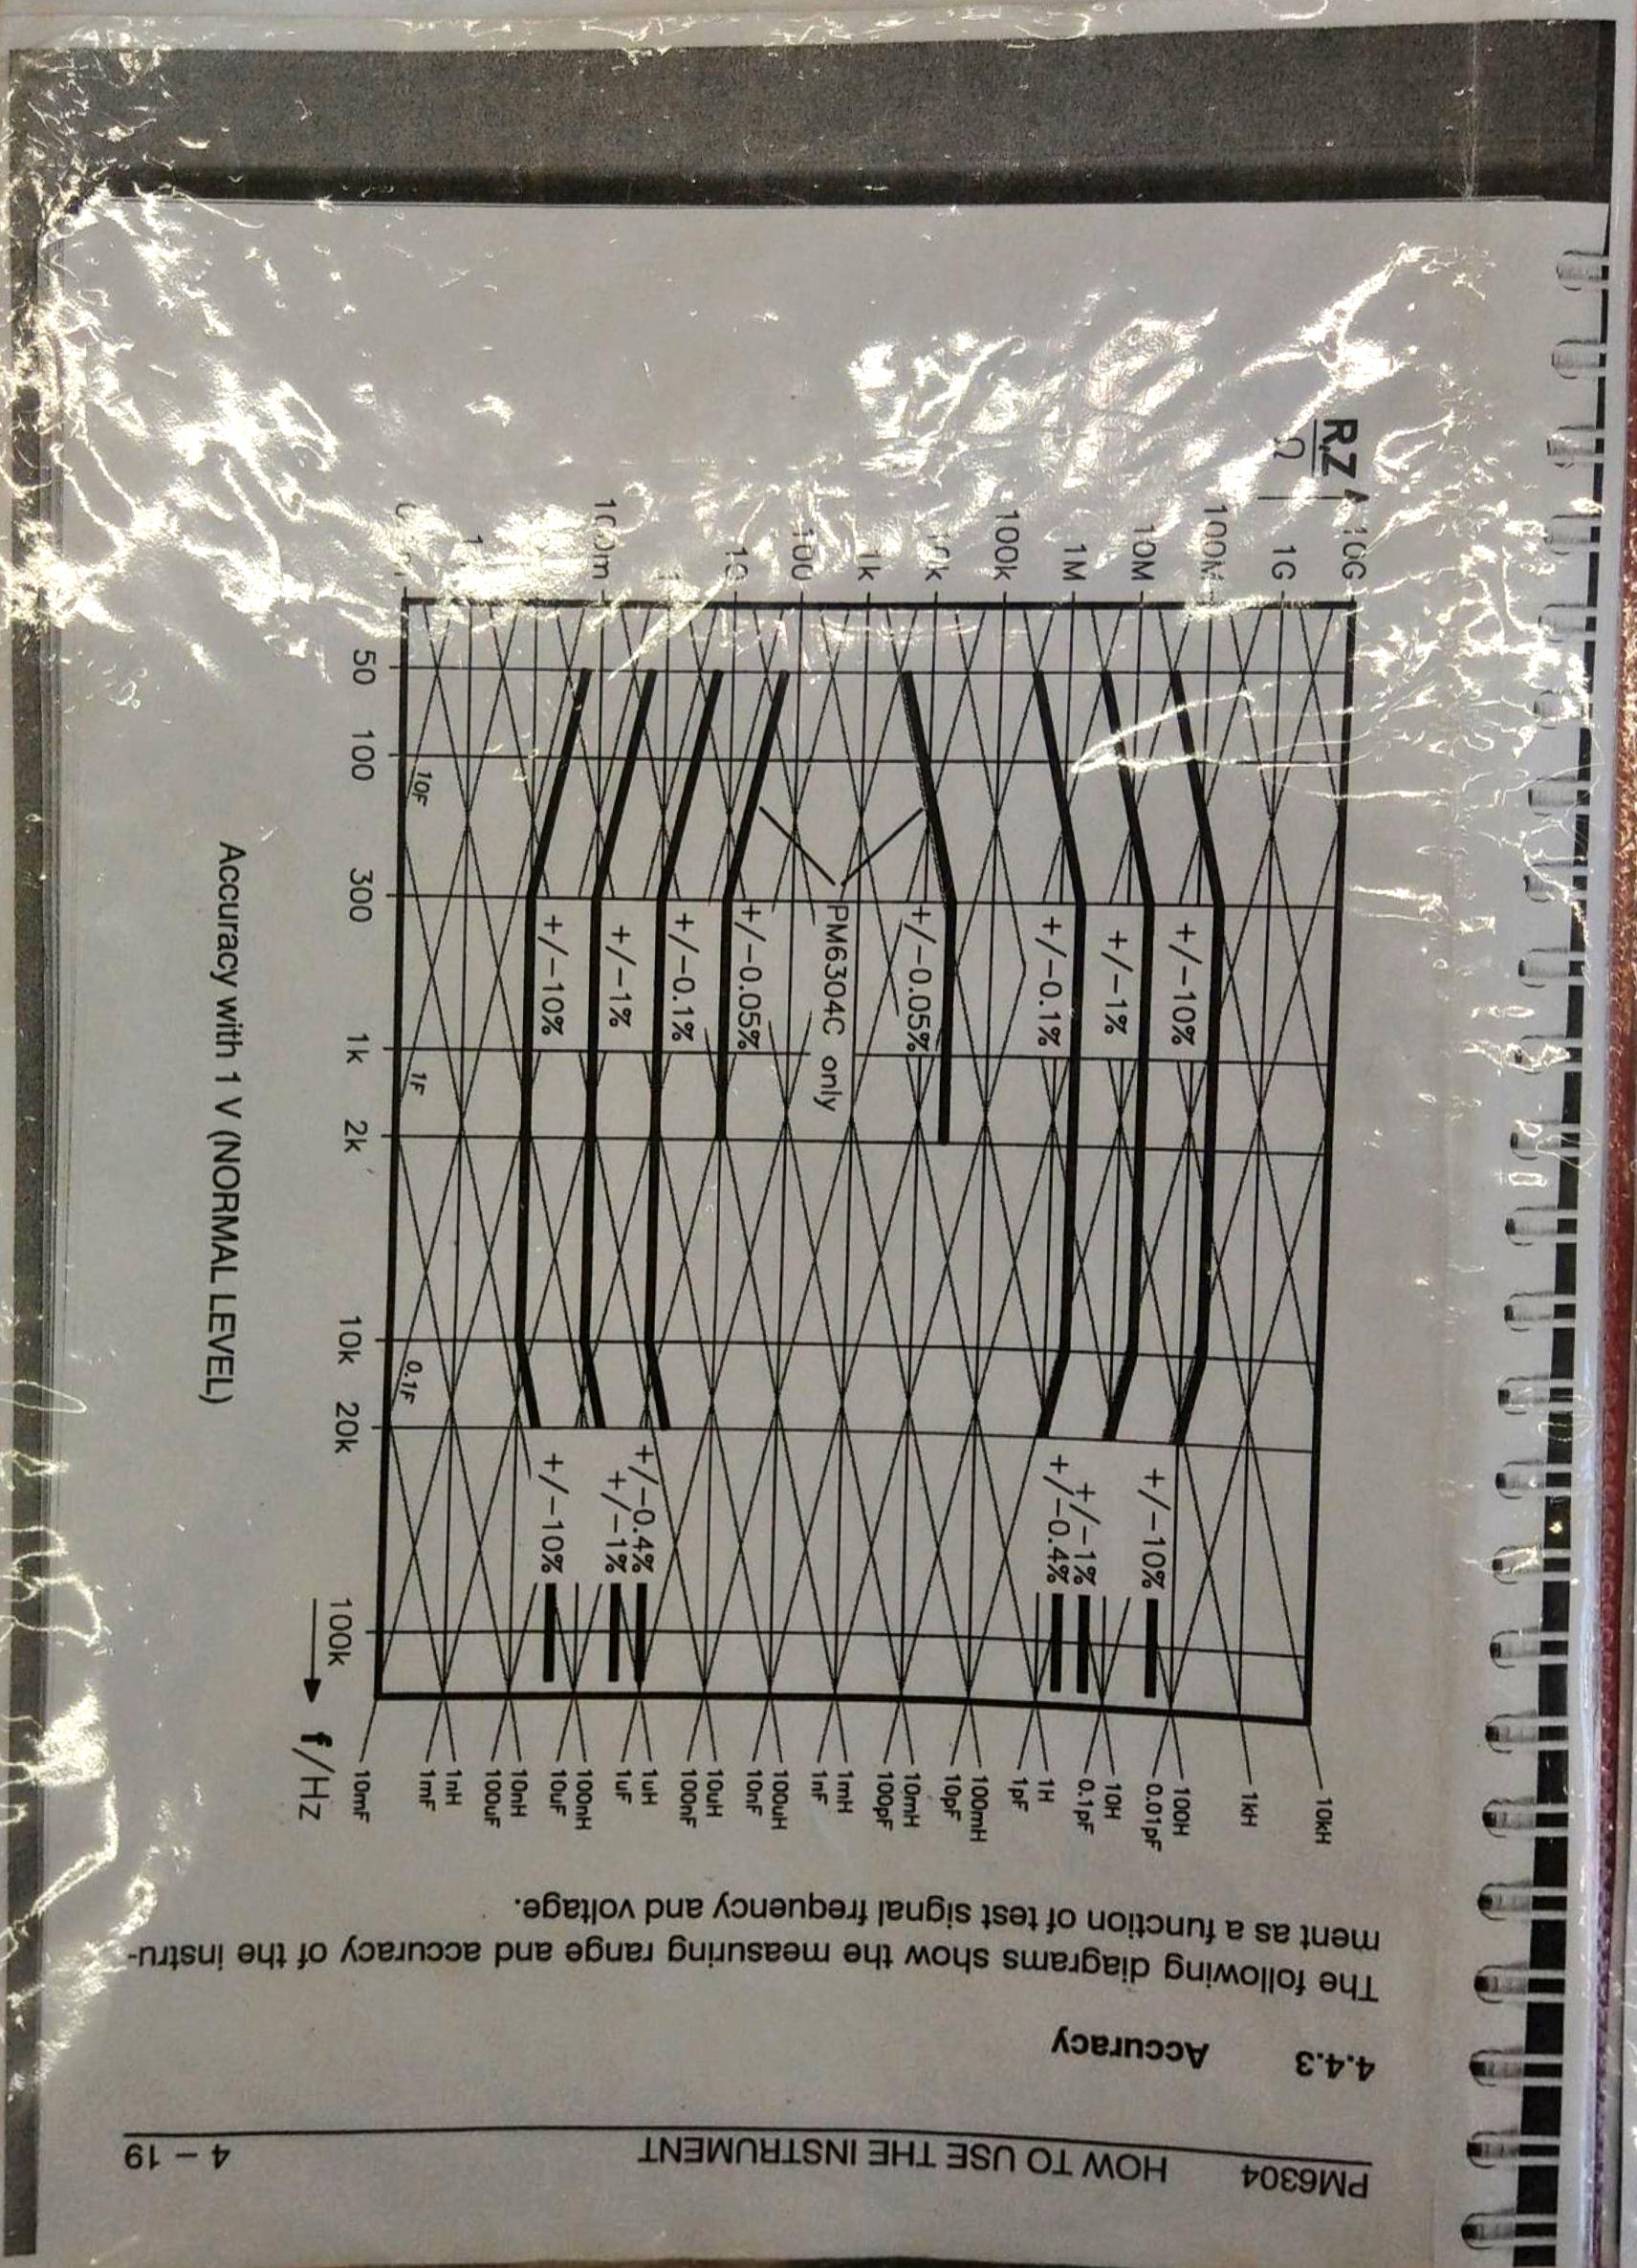 PM6304 HOW TO USE THE INSTRUMENT 4 – 19
4.4.3 Accuracy
The following diagrams show the measuring range and accuracy of the instru-
ment as a function of test signal frequency and voltage.
R,Z
Ω
10G
1G
100M
10M
1M
100k
10k
1k
100
10
100m
+/−10%
+/−1%
+/−0.1%
+/−0.05%
PM6304C only
+/−0.05%
+/−0.1%
+/−1%
+/−10%
+/−10%
+/−1%
+/−0.4%
+/−0.4%
+/−1%
+/−10%
10kH
1kH
100H
0.01pF
10H
0.1pF
1H
1pF
100mH
10pF
10mH
100pF
1mH
1nF
100uH
10nF
10uH
100nF
1uH
1uF
100nH
10uF
10nH
100uF
1nH
1mF
10mF
10F 1F 0.1F
50 100 300 1k 2k 10k 20k 100k
f/Hz
Accuracy with 1 V (NORMAL LEVEL)